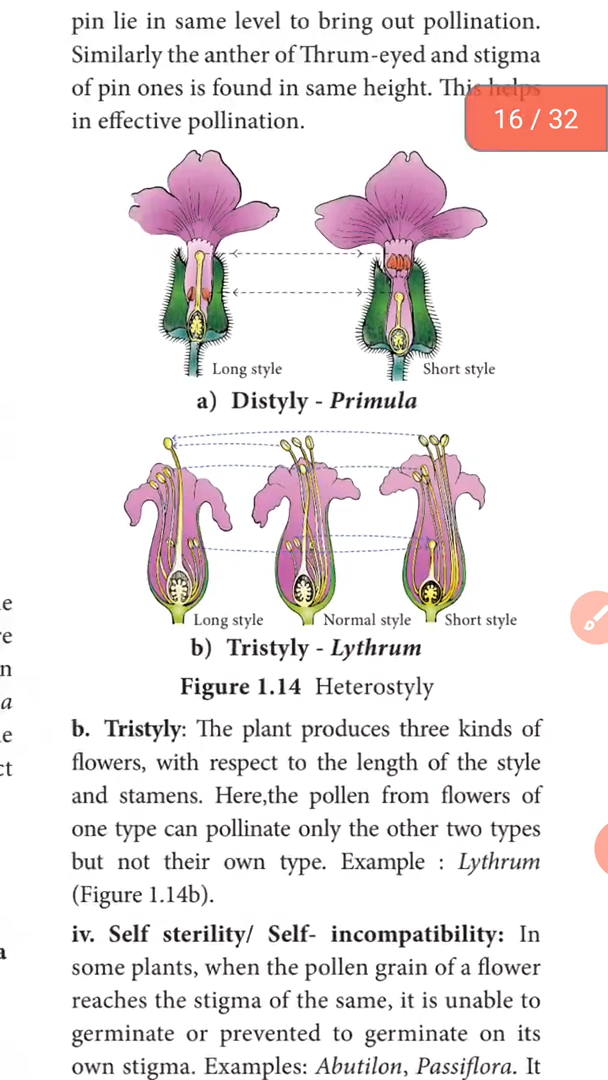 pin lie in same level to bring out pollination.
Similarly the anther of Thrum-eyed and stigma
of pin ones is found in same height. This helps
in effective pollination.
16 / 32
Long style
Short style
a) Distyly - Primula
Long style
Normal style
Short style
b) Tristyly - Lythrum
Figure 1.14 Heterostyly
b. Tristyly: The plant produces three kinds of
flowers, with respect to the length of the style
and stamens. Here,the pollen from flowers of
one type can pollinate only the other two types
but not their own type. Example : Lythrum
(Figure 1.14b).
iv. Self sterility/ Self- incompatibility: In
some plants, when the pollen grain of a flower
reaches the stigma of the same, it is unable to
germinate or prevented to germinate on its
own stigma. Examples: Abutilon, Passiflora. It